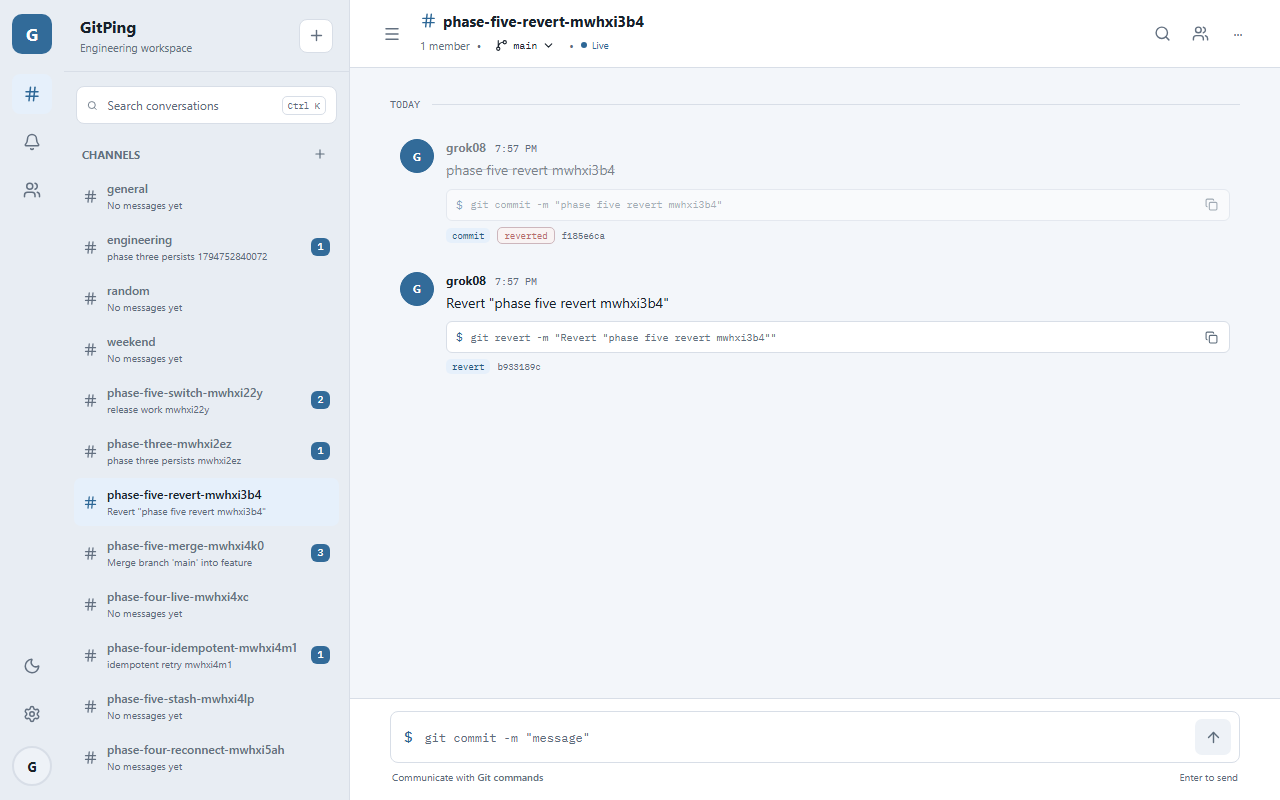 G
GitPing
Engineering workspace
Search conversations
Ctrl K
CHANNELS
general
No messages yet
engineering
phase three persists 1794752840072
1
random
No messages yet
weekend
No messages yet
phase-five-switch-mwhxi22y
release work mwhxi22y
2
phase-three-mwhxi2ez
phase three persists mwhxi2ez
1
phase-five-revert-mwhxi3b4
Revert "phase five revert mwhxi3b4"
phase-five-merge-mwhxi4k0
Merge branch 'main' into feature
3
phase-four-live-mwhxi4xc
No messages yet
phase-four-idempotent-mwhxi4m1
idempotent retry mwhxi4m1
1
phase-five-stash-mwhxi4lp
No messages yet
phase-four-reconnect-mwhxi5ah
No messages yet
G
# phase-five-revert-mwhxi3b4
1 member • main • Live
TODAY
G
grok08 7:57 PM
phase five revert mwhxi3b4
$ git commit -m "phase five revert mwhxi3b4"
commit reverted f185e6ca
G
grok08 7:57 PM
Revert "phase five revert mwhxi3b4"
$ git revert -m "Revert "phase five revert mwhxi3b4""
revert b933189c
$ git commit -m "message"
Communicate with Git commands
Enter to send